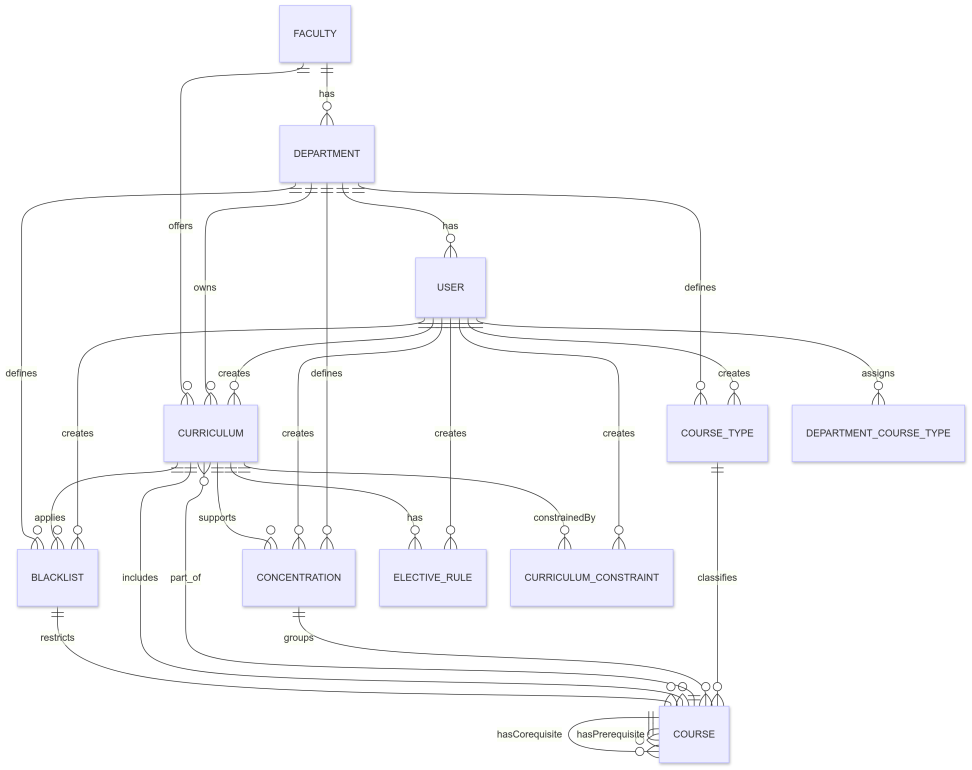 FACULTY
has
DEPARTMENT
offers
has
owns
USER
defines
defines
creates
defines
creates
assigns
creates
CURRICULUM
creates
creates
creates
COURSE_TYPE
DEPARTMENT_COURSE_TYPE
applies
supports
has
constrainedBy
BLACKLIST
includes
part_of
CONCENTRATION
ELECTIVE_RULE
CURRICULUM_CONSTRAINT
classifies
restricts
groups
hasCorequisite
hasPrerequisite
COURSE